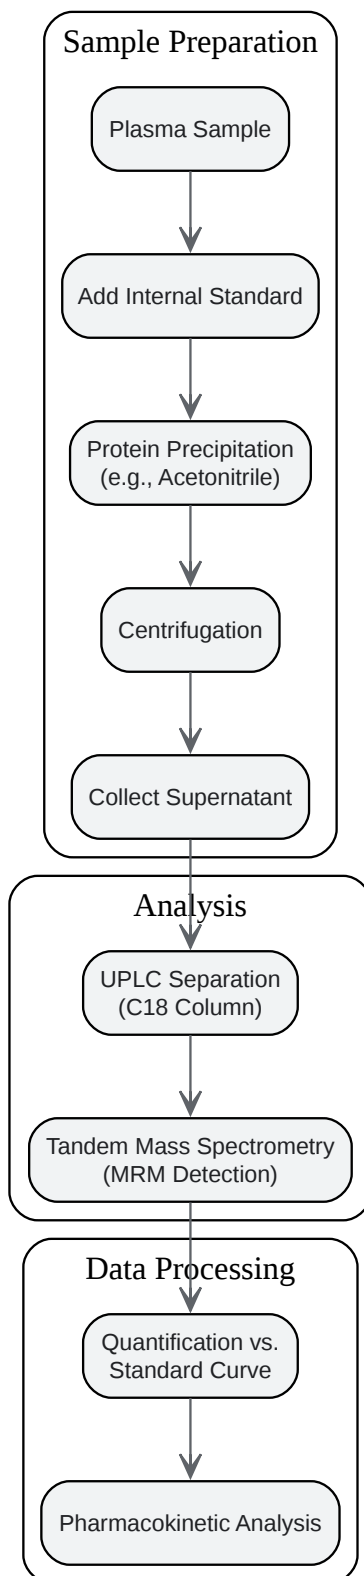 Sample Preparation
Plasma Sample
Add Internal Standard
Protein Precipitation
(e.g., Acetonitrile)
Centrifugation
Collect Supernatant
Analysis
UPLC Separation
(C18 Column)
Tandem Mass Spectrometry
(MRM Detection)
Data Processing
Quantification vs.
Standard Curve
Pharmacokinetic Analysis